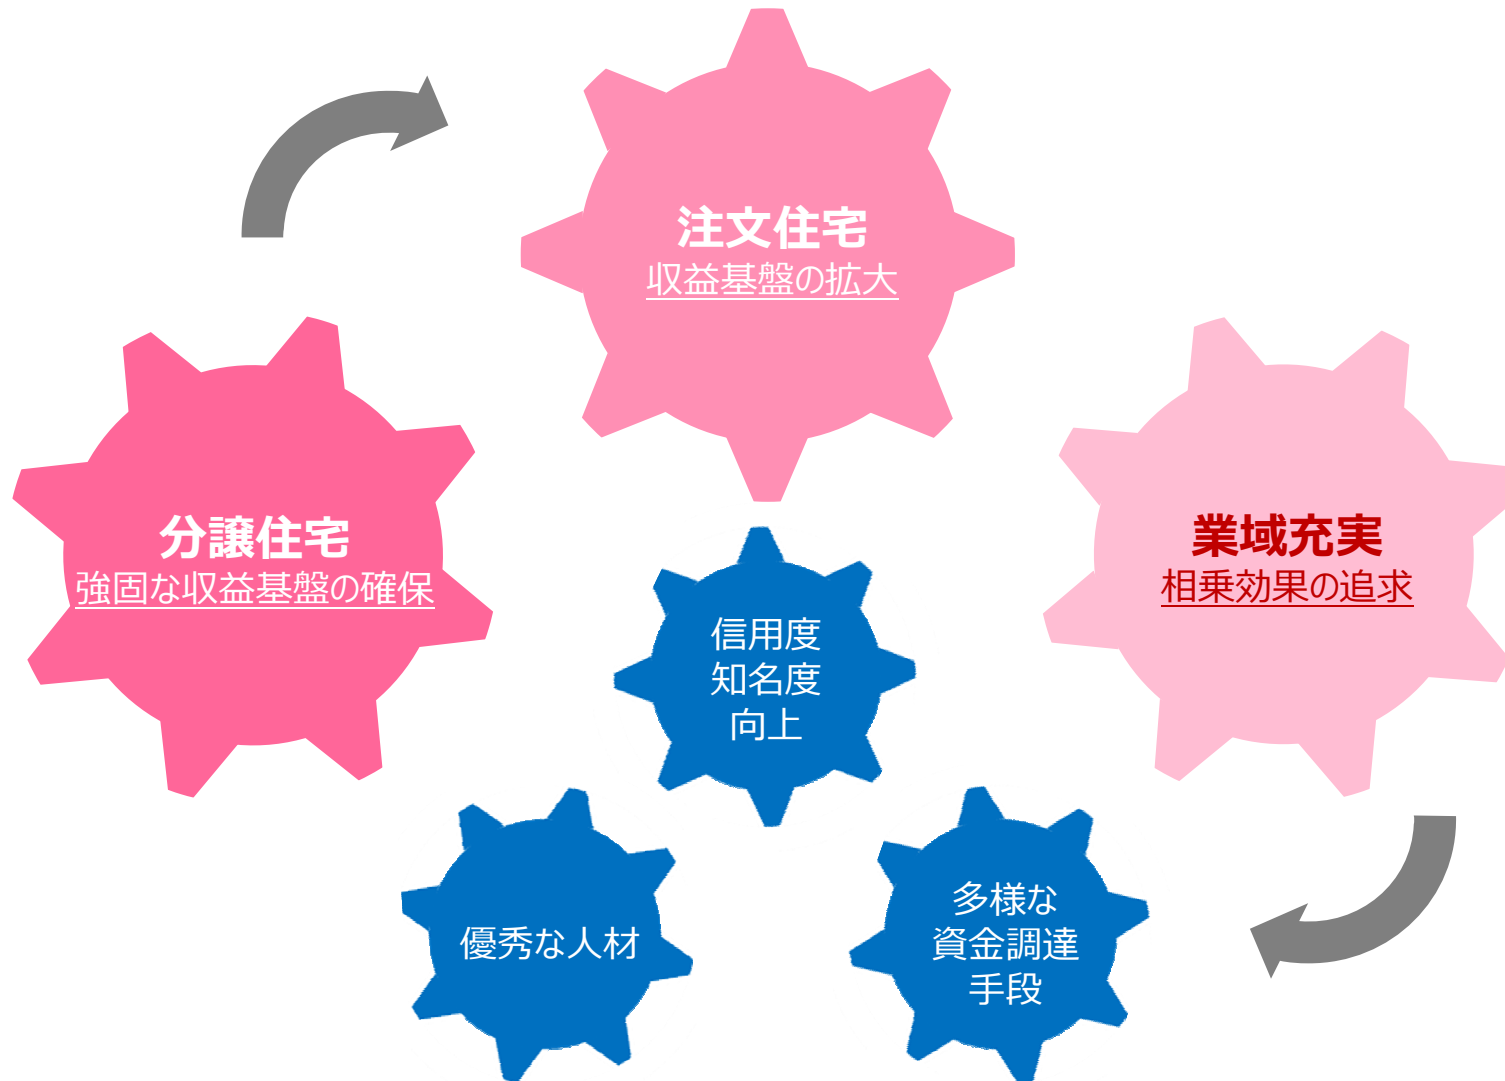 注文住宅
収益基盤の拡大
分譲住宅
強固な収益基盤の確保
業域充実
相乗効果の追求
信用度
知名度
向上
優秀な人材
多様な
資金調達
手段